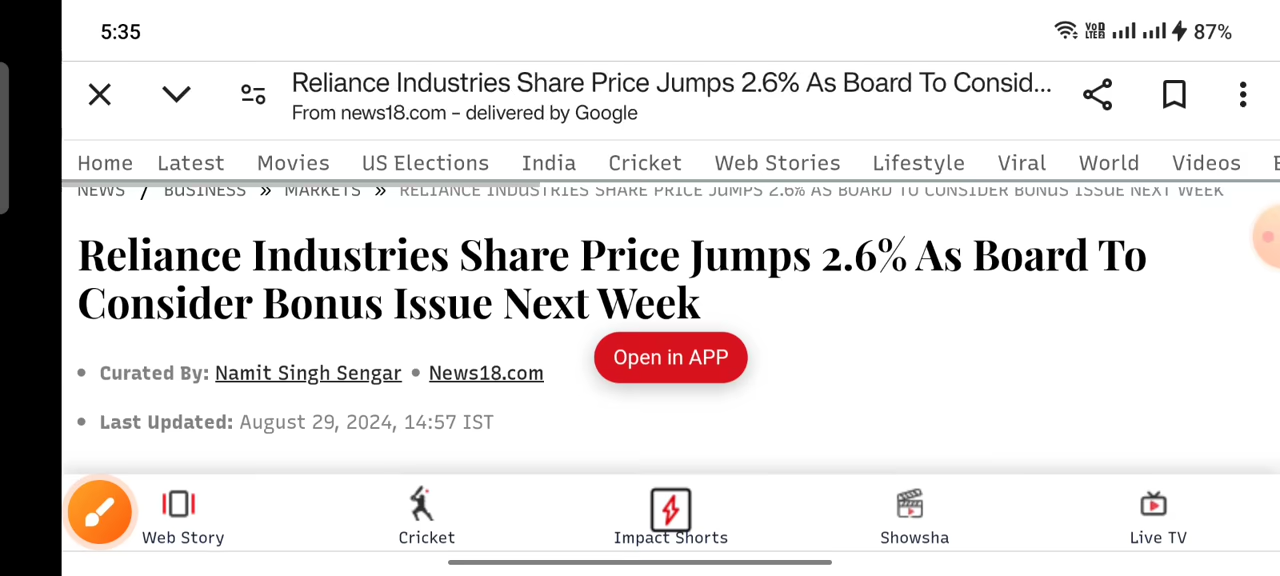 5:35
VoD LTEB 87%
Reliance Industries Share Price Jumps 2.6% As Board To Consid...
From news18.com – delivered by Google
Home Latest Movies US Elections India Cricket Web Stories Lifestyle Viral World Videos E
NEWS / BUSINESS » MARKETS » RELIANCE INDUSTRIES SHARE PRICE JUMPS 2.6% AS BOARD TO CONSIDER BONUS ISSUE NEXT WEEK
Reliance Industries Share Price Jumps 2.6% As Board To
Consider Bonus Issue Next Week
Open in APP
• Curated By: Namit Singh Sengar • News18.com
• Last Updated: August 29, 2024, 14:57 IST
Web Story Cricket Impact Shorts Showsha Live TV